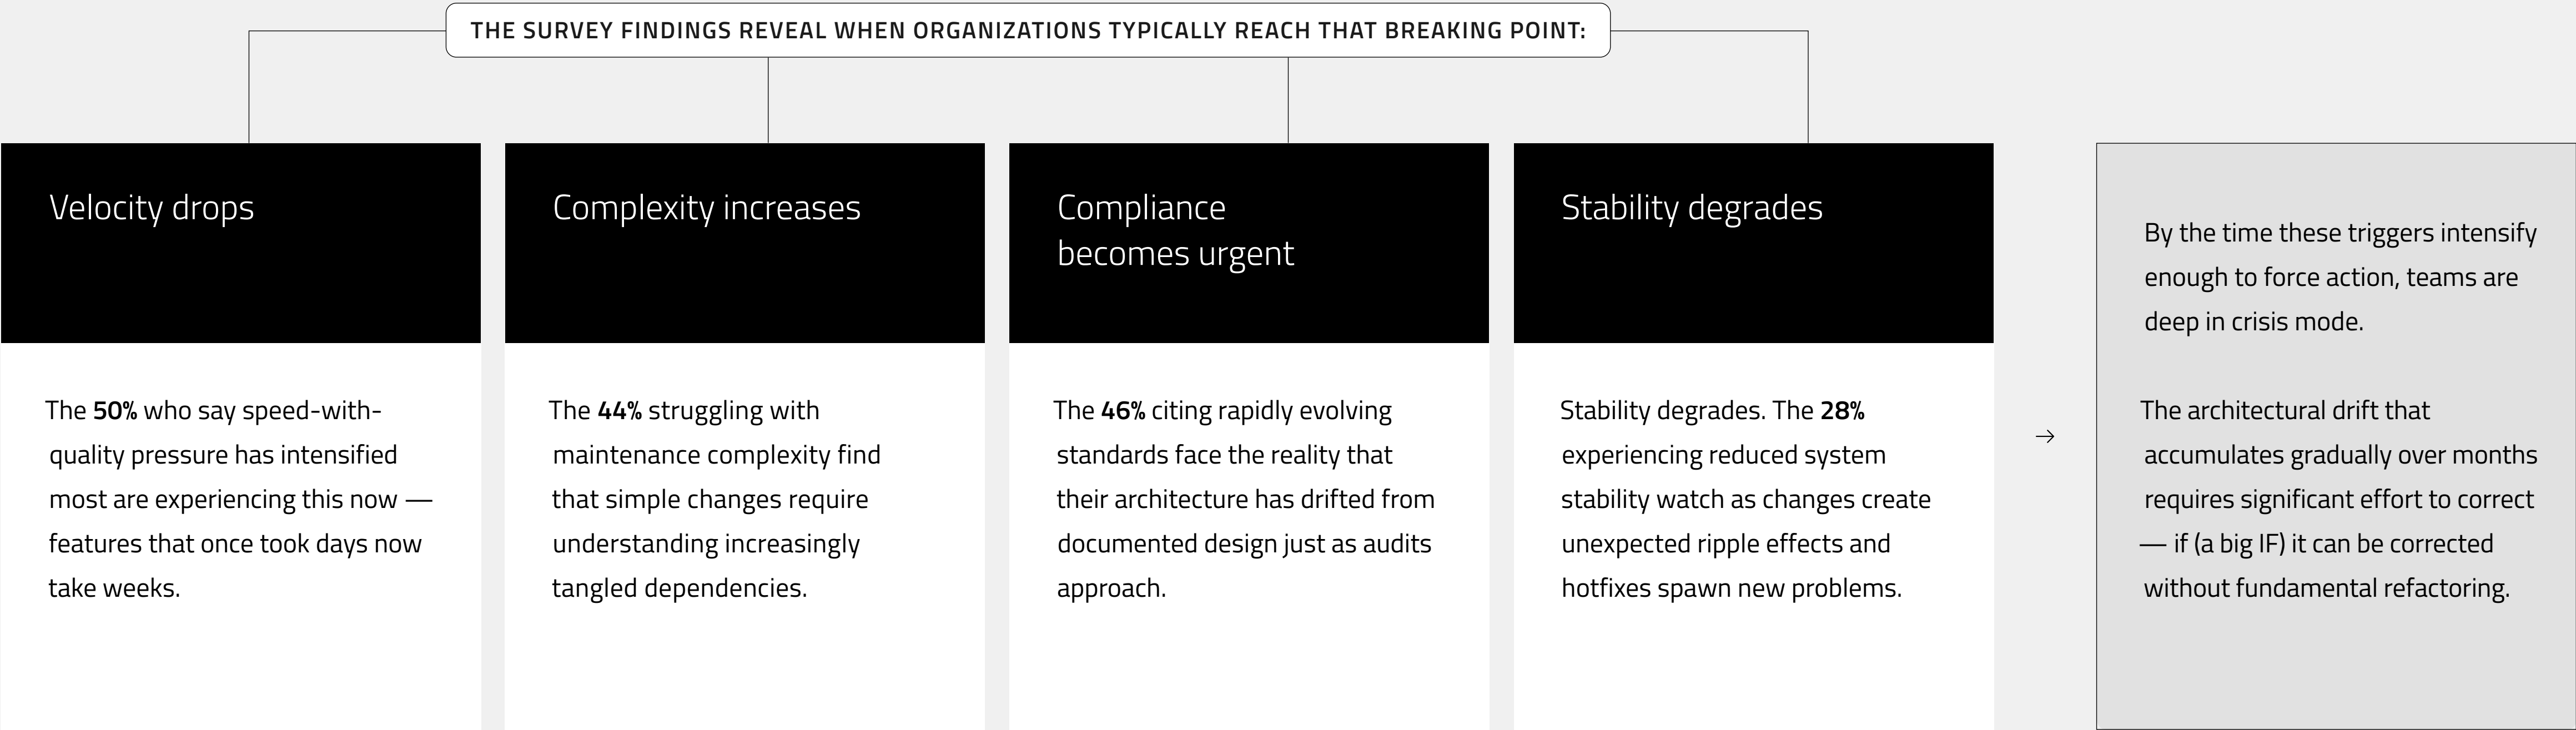 THE SURVEY FINDINGS REVEAL WHEN ORGANIZATIONS TYPICALLY REACH THAT BREAKING POINT:
Velocity drops
The 50% who say speed-with-
quality pressure has intensified
most are experiencing this now —
features that once took days now
take weeks.
Complexity increases
The 44% struggling with
maintenance complexity find
that simple changes require
understanding increasingly
tangled dependencies.
Compliance
becomes urgent
The 46% citing rapidly evolving
standards face the reality that
their architecture has drifted from
documented design just as audits
approach.
Stability degrades
Stability degrades. The 28%
experiencing reduced system
stability watch as changes create
unexpected ripple effects and
hotfixes spawn new problems.
→
By the time these triggers intensify
enough to force action, teams are
deep in crisis mode.
The architectural drift that
accumulates gradually over months
requires significant effort to correct
— if (a big IF) it can be corrected
without fundamental refactoring.